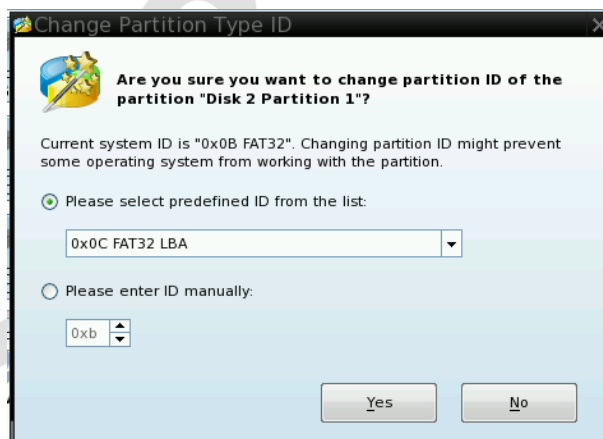 Change Partition Type ID
Are you sure you want to change partition ID of the
partition "Disk 2 Partition 1"?
Current system ID is "0x0B FAT32". Changing partition ID might prevent
some operating system from working with the partition.
Please select predefined ID from the list:
0x0C FAT32 LBA
Please enter ID manually:
0xb
Yes
No